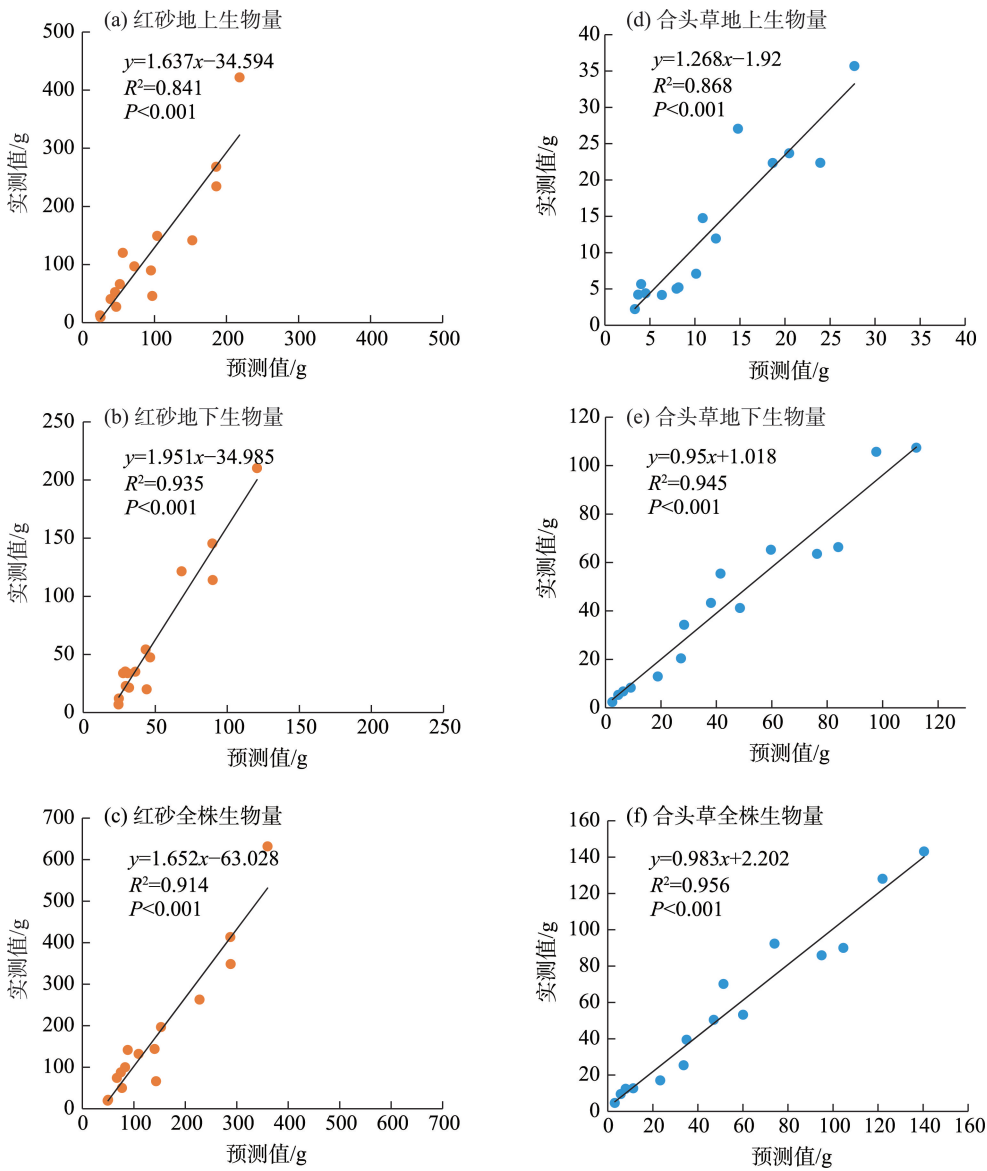 (a) 红砂地上生物量
y=1.637x−34.594
R²=0.841
P<0.001
实测值/g
500
400
300
200
100
0
0 100 200 300 400 500
预测值/g
(d) 合头草地上生物量
y=1.268x−1.92
R²=0.868
P<0.001
实测值/g
40
35
30
25
20
15
10
5
0
0 5 10 15 20 25 30 35 40
预测值/g
(b) 红砂地下生物量
y=1.951x−34.985
R²=0.935
P<0.001
实测值/g
250
200
150
100
50
0
0 50 100 150 200 250
预测值/g
(e) 合头草地下生物量
y=0.95x+1.018
R²=0.945
P<0.001
实测值/g
120
100
80
60
40
20
0
0 20 40 60 80 100 120
预测值/g
(c) 红砂全株生物量
y=1.652x−63.028
R²=0.914
P<0.001
实测值/g
700
600
500
400
300
200
100
0
0 100 200 300 400 500 600 700
预测值/g
(f) 合头草全株生物量
y=0.983x+2.202
R²=0.956
P<0.001
实测值/g
160
140
120
100
80
60
40
20
0
0 20 40 60 80 100 120 140 160
预测值/g